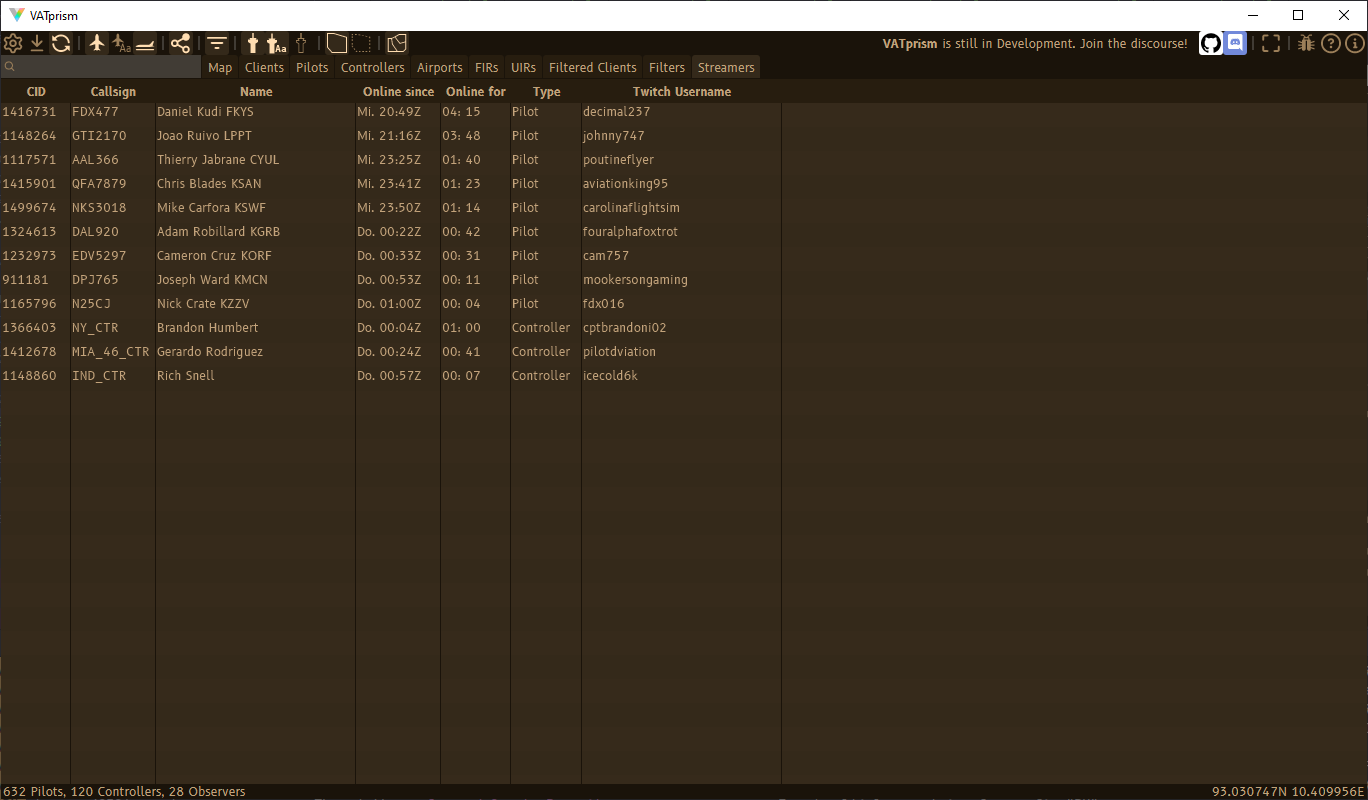 VATprism
VATprism is still in Development. Join the discourse!
Map Clients Pilots Controllers Airports FIRs UIRs Filtered Clients Filters Streamers
CID Callsign Name Online since Online for Type Twitch Username
1416731 FDX477 Daniel Kudi FKYS Mi. 20:49Z 04: 15 Pilot decimal237
1148264 GTI2170 Joao Ruivo LPPT Mi. 21:16Z 03: 48 Pilot johnny747
1117571 AAL366 Thierry Jabrane CYUL Mi. 23:25Z 01: 40 Pilot poutineflyer
1415901 QFA7879 Chris Blades KSAN Mi. 23:41Z 01: 23 Pilot aviationking95
1499674 NKS3018 Mike Carfora KSWF Mi. 23:50Z 01: 14 Pilot carolinaflightsim
1324613 DAL920 Adam Robillard KGRB Do. 00:22Z 00: 42 Pilot fouralphafoxtrot
1232973 EDV5297 Cameron Cruz KORF Do. 00:33Z 00: 31 Pilot cam757
911181 DPJ765 Joseph Ward KMCN Do. 00:53Z 00: 11 Pilot mookersongaming
1165796 N25CJ Nick Crate KZZV Do. 01:00Z 00: 04 Pilot fdx016
1366403 NY_CTR Brandon Humbert Do. 00:04Z 01: 00 Controller cptbrandoni02
1412678 MIA_46_CTR Gerardo Rodriguez Do. 00:24Z 00: 41 Controller pilotdviation
1148860 IND_CTR Rich Snell Do. 00:57Z 00: 07 Controller icecold6k
632 Pilots, 120 Controllers, 28 Observers 93.030747N 10.409956E